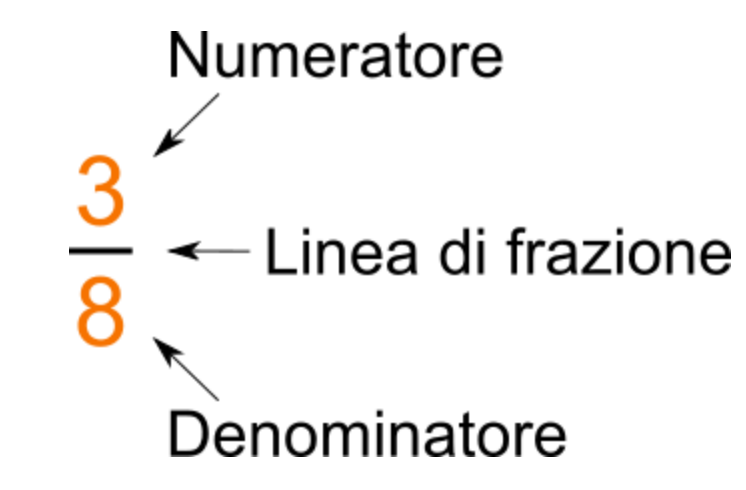 Numeratore
3
Linea di frazione
8
Denominatore